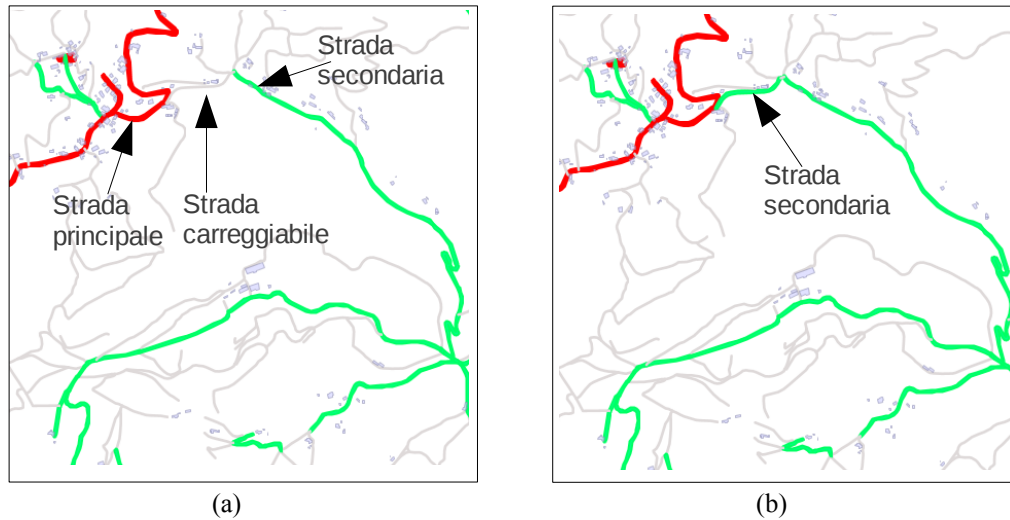 Strada
secondaria
Strada
principale
Strada
carreggiabile
(a)
Strada
secondaria
(b)